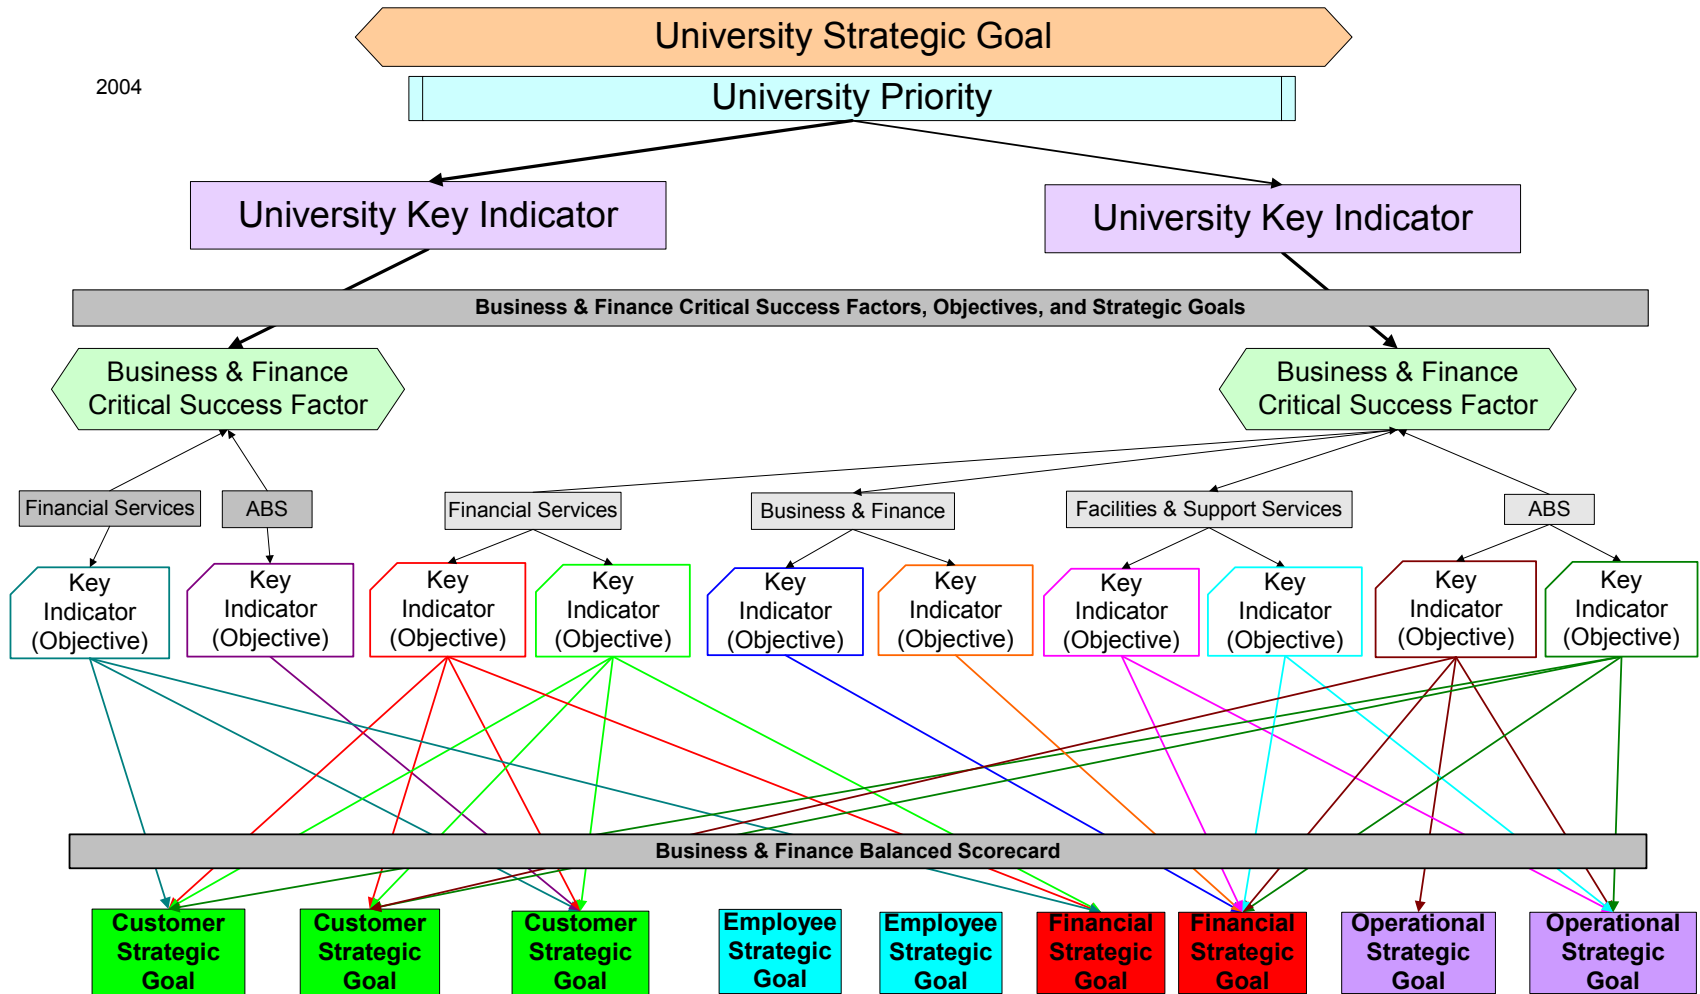 University Strategic Goal
2004
University Priority
University Key Indicator
University Key Indicator
Business & Finance Critical Success Factors, Objectives, and Strategic Goals
Business & Finance
Critical Success Factor
Business & Finance
Critical Success Factor
Financial Services
ABS
Financial Services
Business & Finance
Facilities & Support Services
ABS
Key
Indicator
(Objective)
Key
Indicator
(Objective)
Key
Indicator
(Objective)
Key
Indicator
(Objective)
Key
Indicator
(Objective)
Key
Indicator
(Objective)
Key
Indicator
(Objective)
Key
Indicator
(Objective)
Key
Indicator
(Objective)
Key
Indicator
(Objective)
Business & Finance Balanced Scorecard
Customer
Strategic
Goal
Customer
Strategic
Goal
Customer
Strategic
Goal
Employee
Strategic
Goal
Employee
Strategic
Goal
Financial
Strategic
Goal
Financial
Strategic
Goal
Operational
Strategic
Goal
Operational
Strategic
Goal